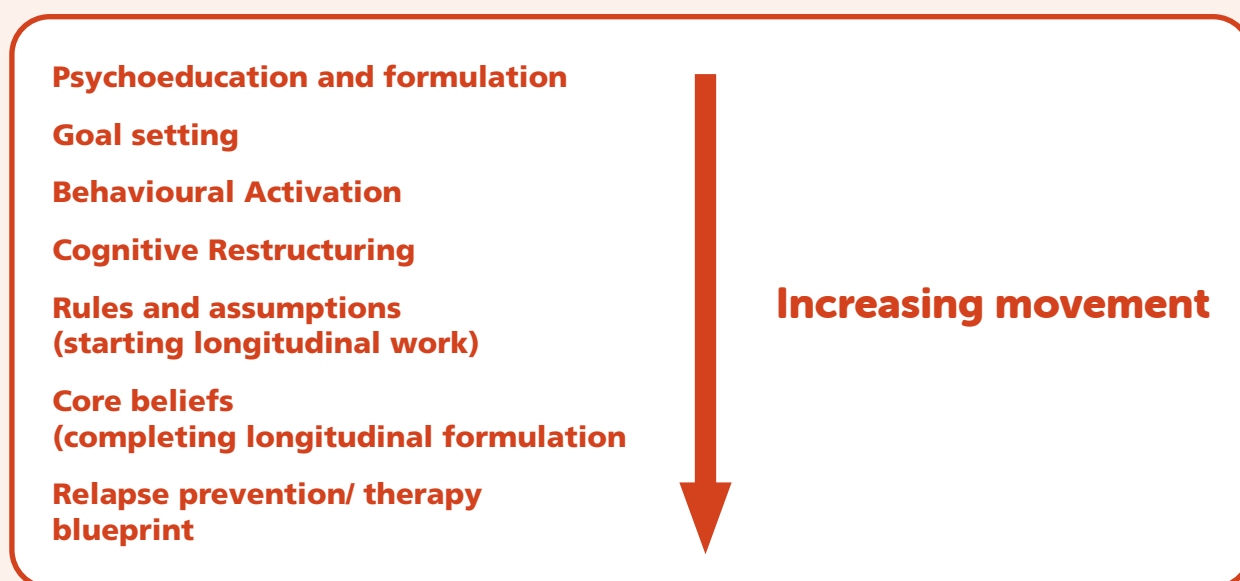 Psychoeducation and formulation
Goal setting
Behavioural Activation
Cognitive Restructuring
Rules and assumptions
(starting longitudinal work)
Core beliefs
(completing longitudinal formulation
Relapse prevention/ therapy
blueprint
Increasing movement